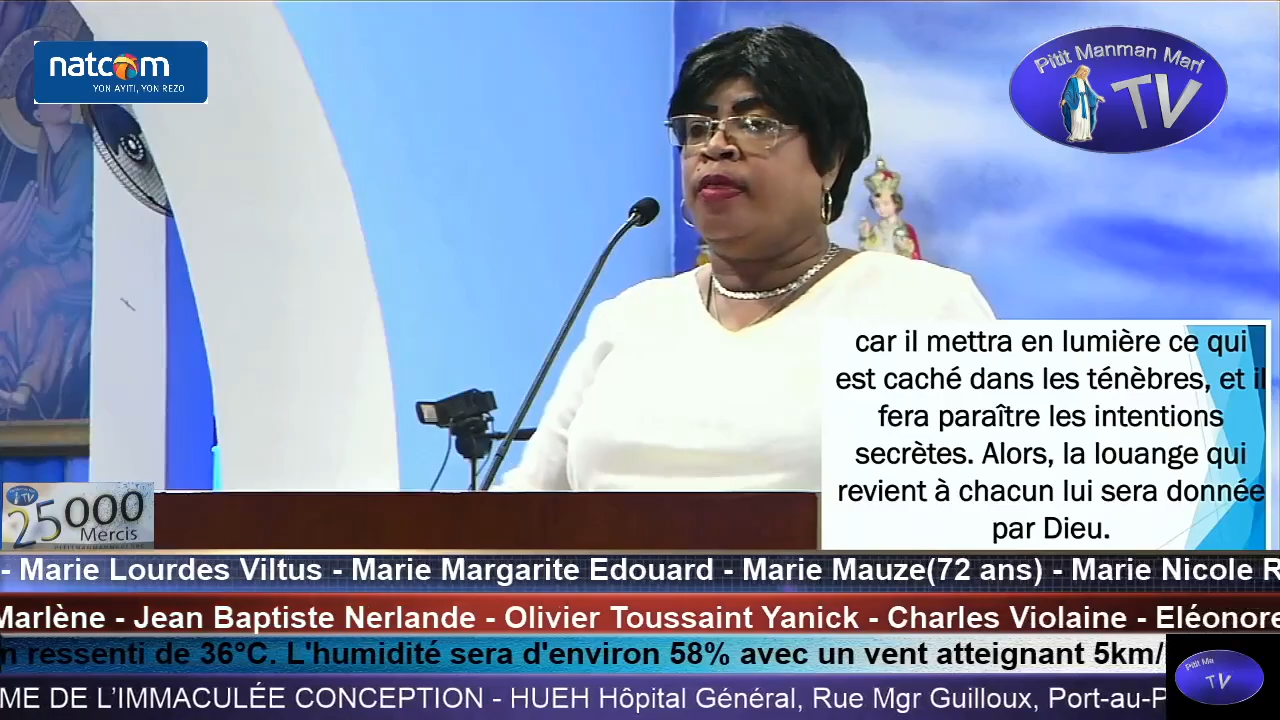 natcom
YON AYITI, YON REZO
Pitit Manman Mari
TV
car il mettra en lumière ce qui
est caché dans les ténèbres, et il
fera paraître les intentions
secrètes. Alors, la louange qui
revient à chacun lui sera donnée
par Dieu.
TV
25000
Mercis
- Marie Lourdes Viltus - Marie Margarite Edouard - Marie Mauze(72 ans) - Marie Nicole R
Marlène - Jean Baptiste Nerlande - Olivier Toussaint Yanick - Charles Violaine - Eléonore
n ressenti de 36°C. L'humidité sera d'environ 58% avec un vent atteignant 5km/
Pitit Ma
TV
ME DE L’IMMACULÉE CONCEPTION - HUEH Hôpital Général, Rue Mgr Guilloux, Port-au-P